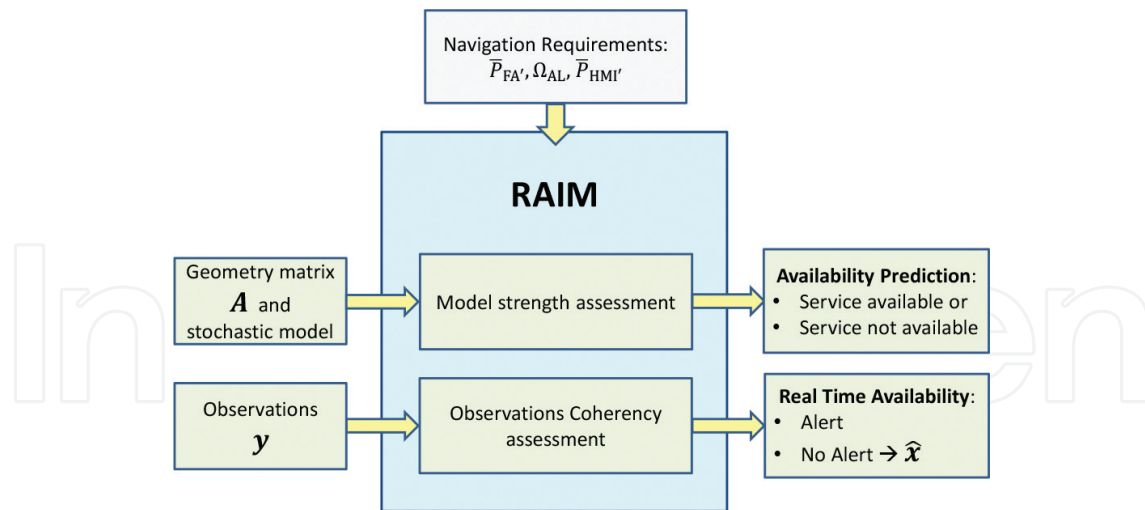 Navigation Requirements:
P̅FA′, ΩAL, P̅HMI′
RAIM
Geometry matrix
A and
stochastic model
Model strength assessment
Availability Prediction:
• Service available or
• Service not available
Observations
y
Observations Coherency
assessment
Real Time Availability:
• Alert
• No Alert → x̂